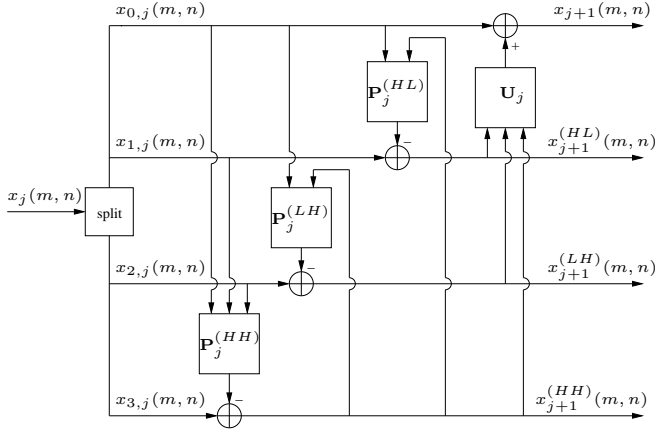 x_{0,j}(m, n)
x_{j+1}(m, n)
+
P_j^{(HL)}
U_j
−
x_{1,j}(m, n)
x_{j+1}^{(HL)}(m, n)
x_j(m, n)
split
P_j^{(LH)}
−
x_{2,j}(m, n)
x_{j+1}^{(LH)}(m, n)
P_j^{(HH)}
−
x_{3,j}(m, n)
x_{j+1}^{(HH)}(m, n)